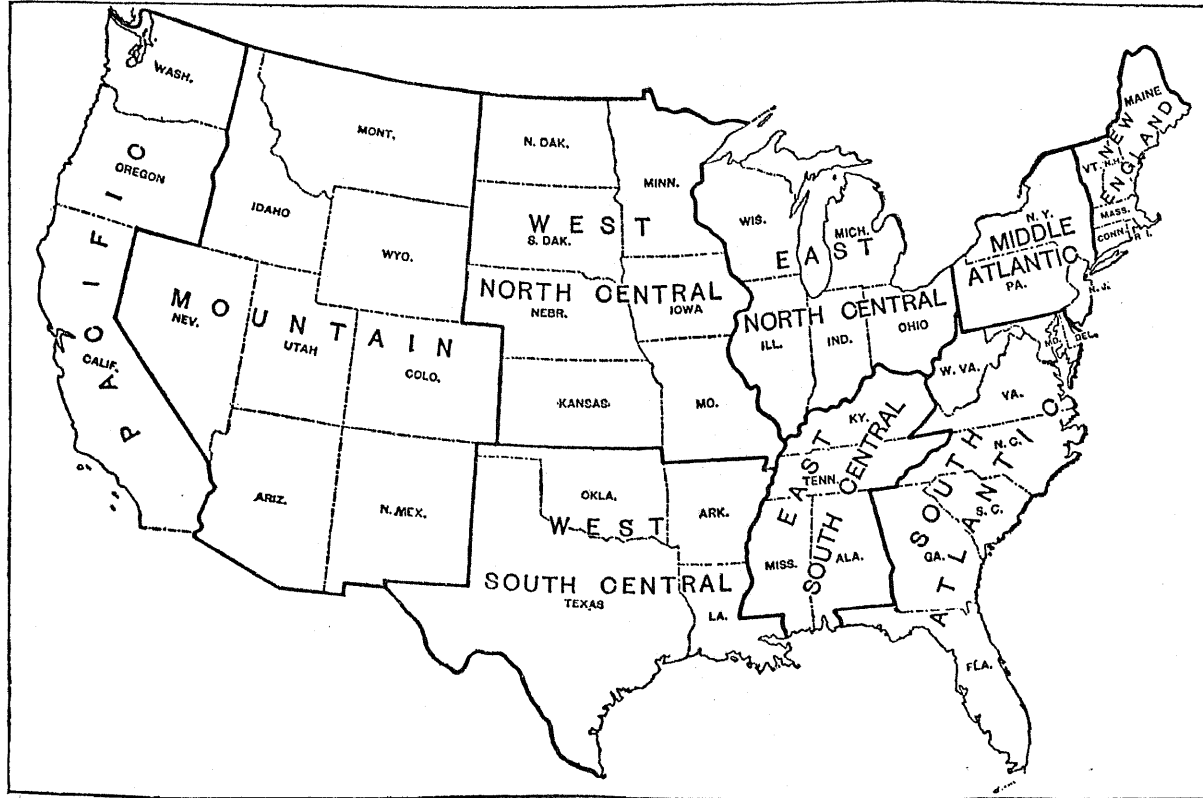 WASH.
OREGON
CALIF.
PACIFIC
MONT.
IDAHO
WYO.
NEV.
UTAH
COLO.
ARIZ.
N. MEX.
MOUNTAIN
N. DAK.
MINN.
S. DAK.
WEST
NORTH CENTRAL
NEBR.
IOWA
KANSAS
MO.
WIS.
MICH.
EAST
NORTH CENTRAL
ILL.
IND.
OHIO
OKLA.
ARK.
WEST
SOUTH CENTRAL
TEXAS
LA.
KY.
TENN.
MISS.
ALA.
EAST
SOUTH CENTRAL
W. VA.
VA.
MD.
DEL.
N.C.
S.C.
GA.
FLA.
SOUTH
ATLANTIC
N. Y.
MIDDLE
ATLANTIC
PA.
N.J.
MAINE
VT.
N.H.
MASS.
CONN.
R I.
NEW
ENGLAND